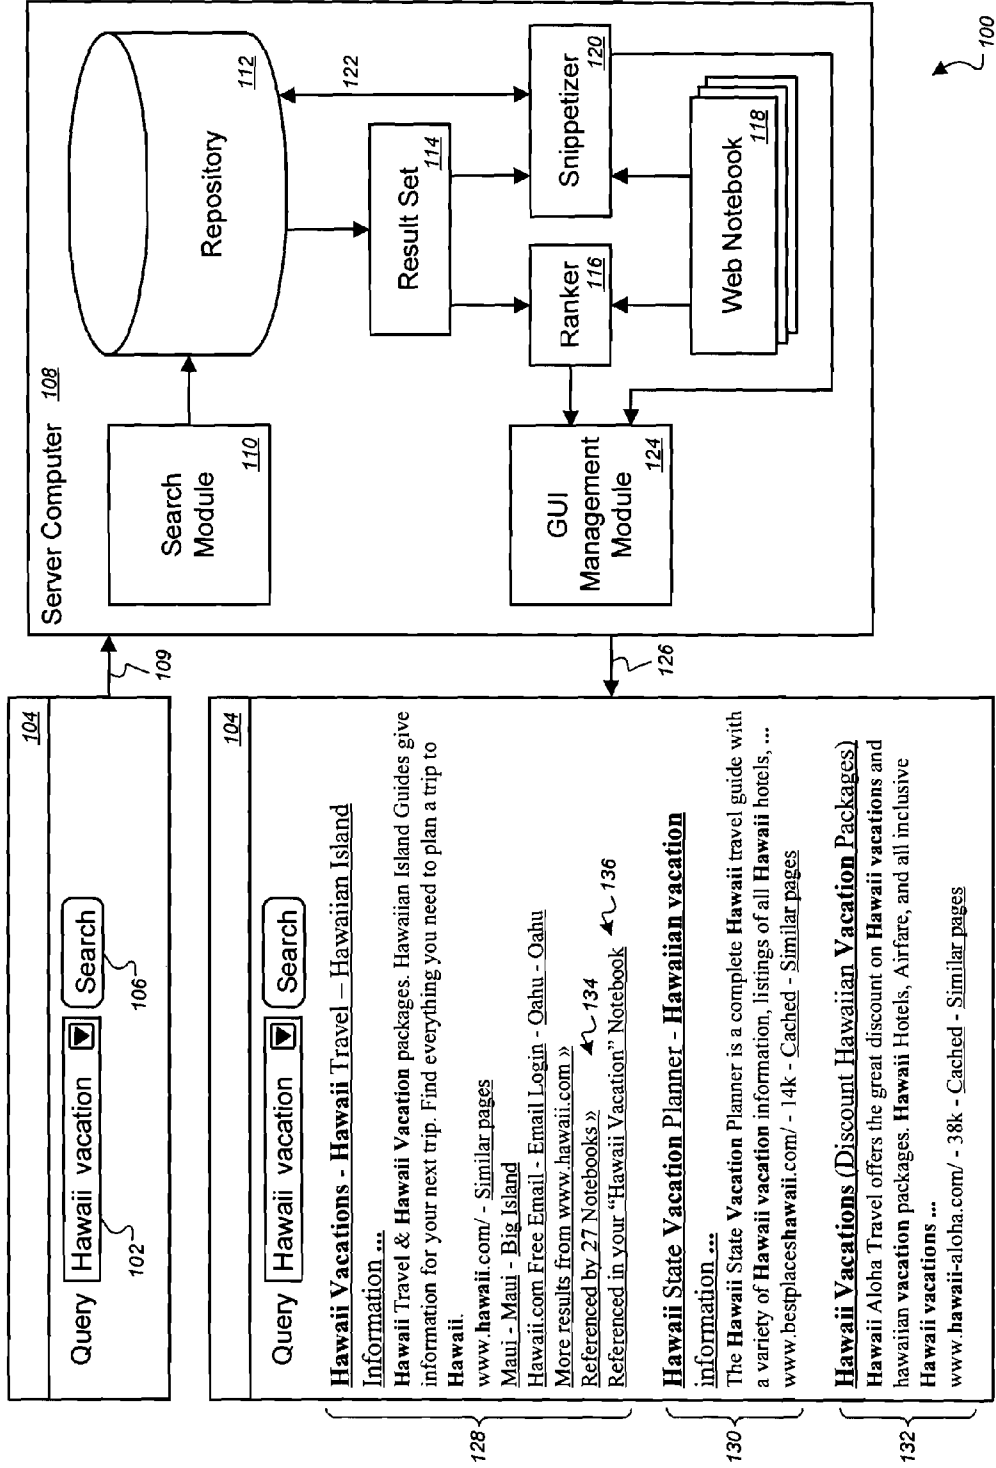 104
Query Hawaii vacation Search
102
106
109
104
Query Hawaii vacation Search
Hawaii Vacations - Hawaii Travel – Hawaiian Island
Information ...
Hawaii Travel & Hawaii Vacation packages. Hawaiian Island Guides give
information for your next trip. Find everything you need to plan a trip to
Hawaii.
www.hawaii.com/ - Similar pages
Maui - Maui - Big Island
Hawaii.com Free Email - Email Login - Oahu - Oahu
More results from www.hawaii.com »
Referenced by 27 Notebooks » 134
Referenced in your “Hawaii Vacation” Notebook 136
Hawaii State Vacation Planner - Hawaiian vacation
information ...
The Hawaii State Vacation Planner is a complete Hawaii travel guide with
a variety of Hawaii vacation information, listings of all Hawaii hotels, ...
www.bestplaceshawaii.com/ - 14k - Cached - Similar pages
Hawaii Vacations (Discount Hawaiian Vacation Packages)
Hawaii Aloha Travel offers the great discount on Hawaii vacations and
hawaiian vacation packages. Hawaii Hotels, Airfare, and all inclusive
Hawaii vacations ...
www.hawaii-aloha.com/ - 38k - Cached - Similar pages
128
130
132
126
Server Computer 108
Search
Module
110
Repository
112
122
Result Set
114
Ranker
116
Snippetizer
120
GUI
Management
Module
124
Web Notebook
118
100